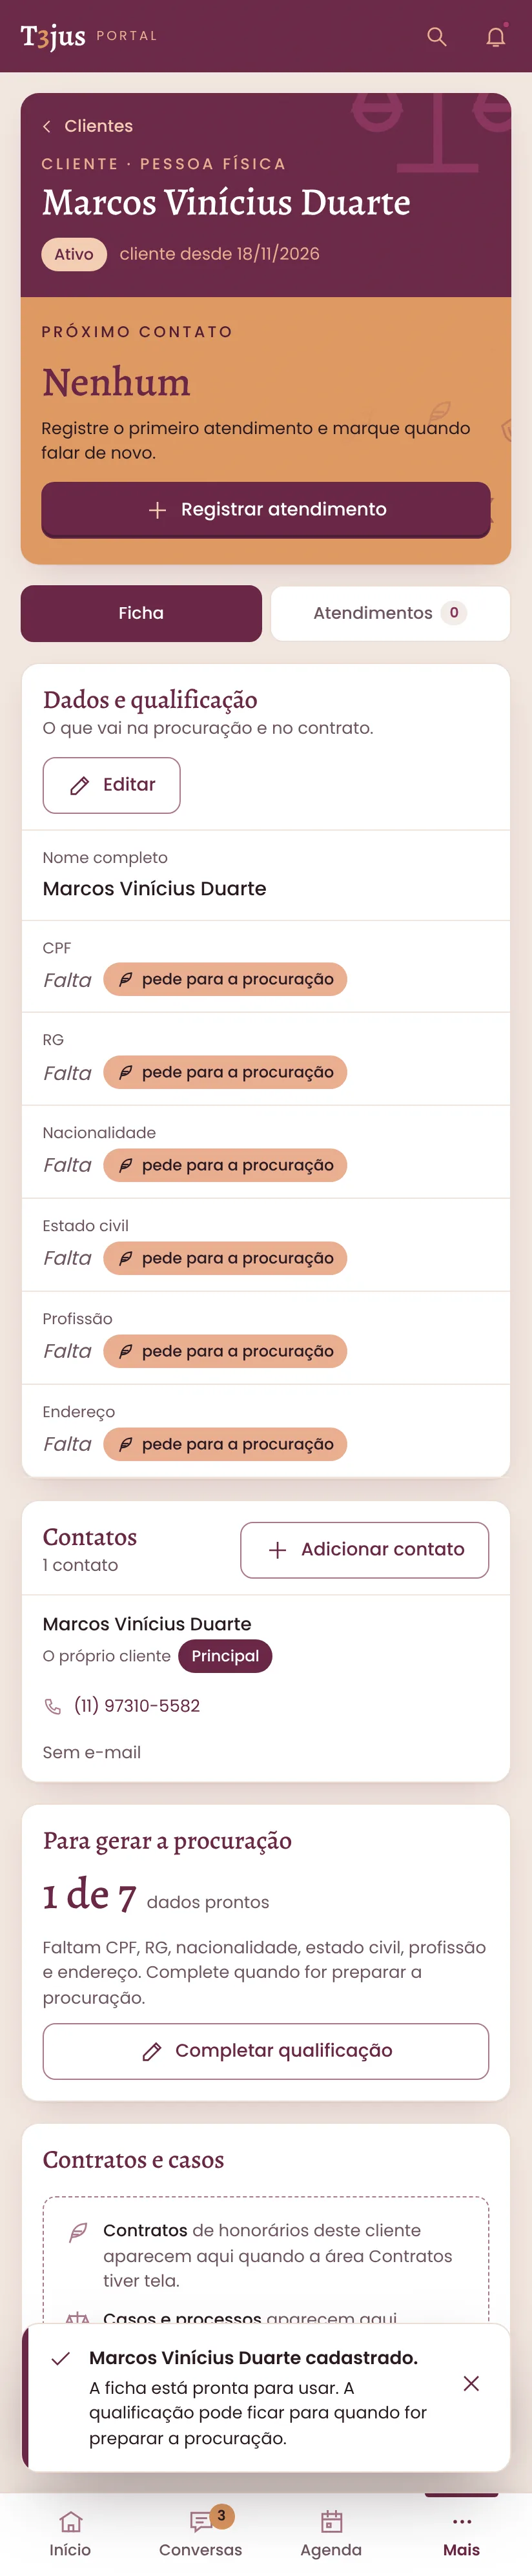 T3jus PORTAL
Clientes
CLIENTE · PESSOA FÍSICA
Marcos Vinícius Duarte
Ativo cliente desde 18/11/2026
PRÓXIMO CONTATO
Nenhum
Registre o primeiro atendimento e marque quando
falar de novo.
Registrar atendimento
Ficha
Atendimentos 0
Dados e qualificação
O que vai na procuração e no contrato.
Editar
Nome completo
Marcos Vinícius Duarte
CPF
Falta pede para a procuração
RG
Falta pede para a procuração
Nacionalidade
Falta pede para a procuração
Estado civil
Falta pede para a procuração
Profissão
Falta pede para a procuração
Endereço
Falta pede para a procuração
Contatos
1 contato
Adicionar contato
Marcos Vinícius Duarte
O próprio cliente Principal
(11) 97310-5582
Sem e-mail
Para gerar a procuração
1 de 7 dados prontos
Faltam CPF, RG, nacionalidade, estado civil, profissão
e endereço. Complete quando for preparar a
procuração.
Completar qualificação
Contratos e casos
Contratos de honorários deste cliente
aparecem aqui quando a área Contratos
tiver tela.
Casos e processos aparecem aqui
Marcos Vinícius Duarte cadastrado.
A ficha está pronta para usar. A
qualificação pode ficar para quando for
preparar a procuração.
Início
Conversas 3
Agenda
Mais